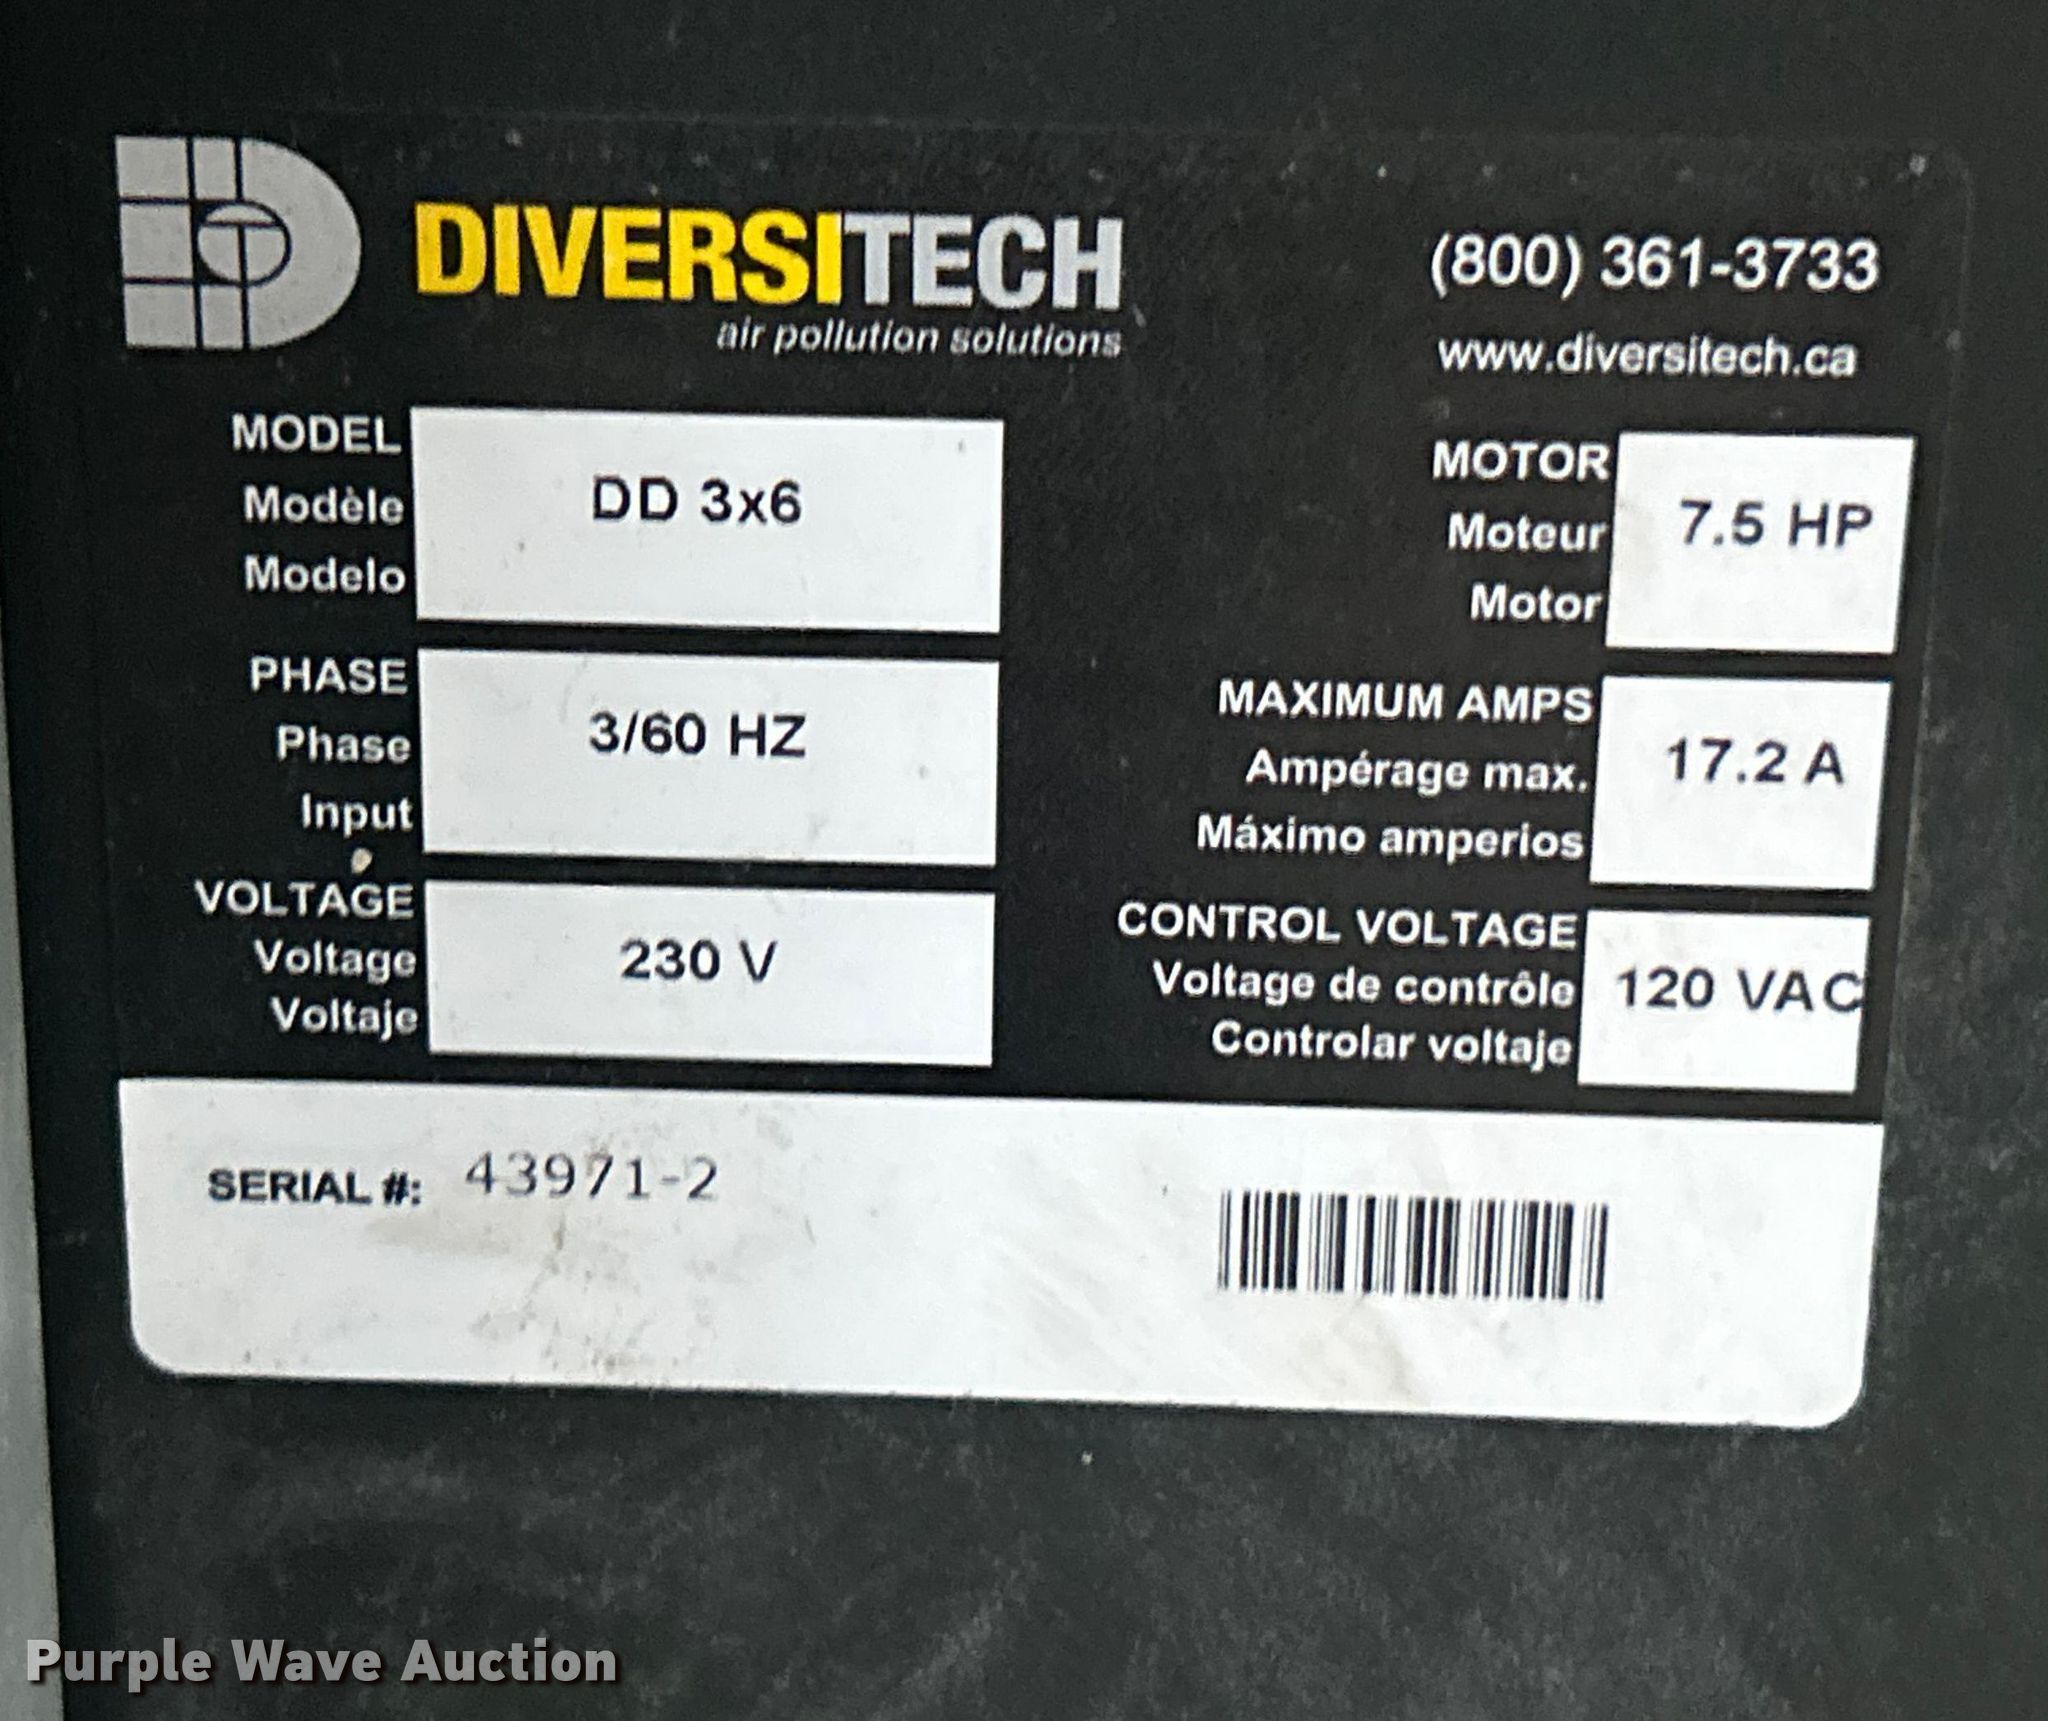 DIVERSITECH
air pollution solutions
(800) 361-3733
www.diversitech.ca
MODEL
Modèle
Modelo
DD 3x6
MOTOR
Moteur
Motor
7.5 HP
PHASE
Phase
Input
3/60 HZ
MAXIMUM AMPS
Ampérage max.
Máximo amperios
17.2 A
VOLTAGE
Voltage
Voltaje
230 V
CONTROL VOLTAGE
Voltage de contrôle
Controlar voltaje
120 VAC
SERIAL #: 43971-2
Purple Wave Auction